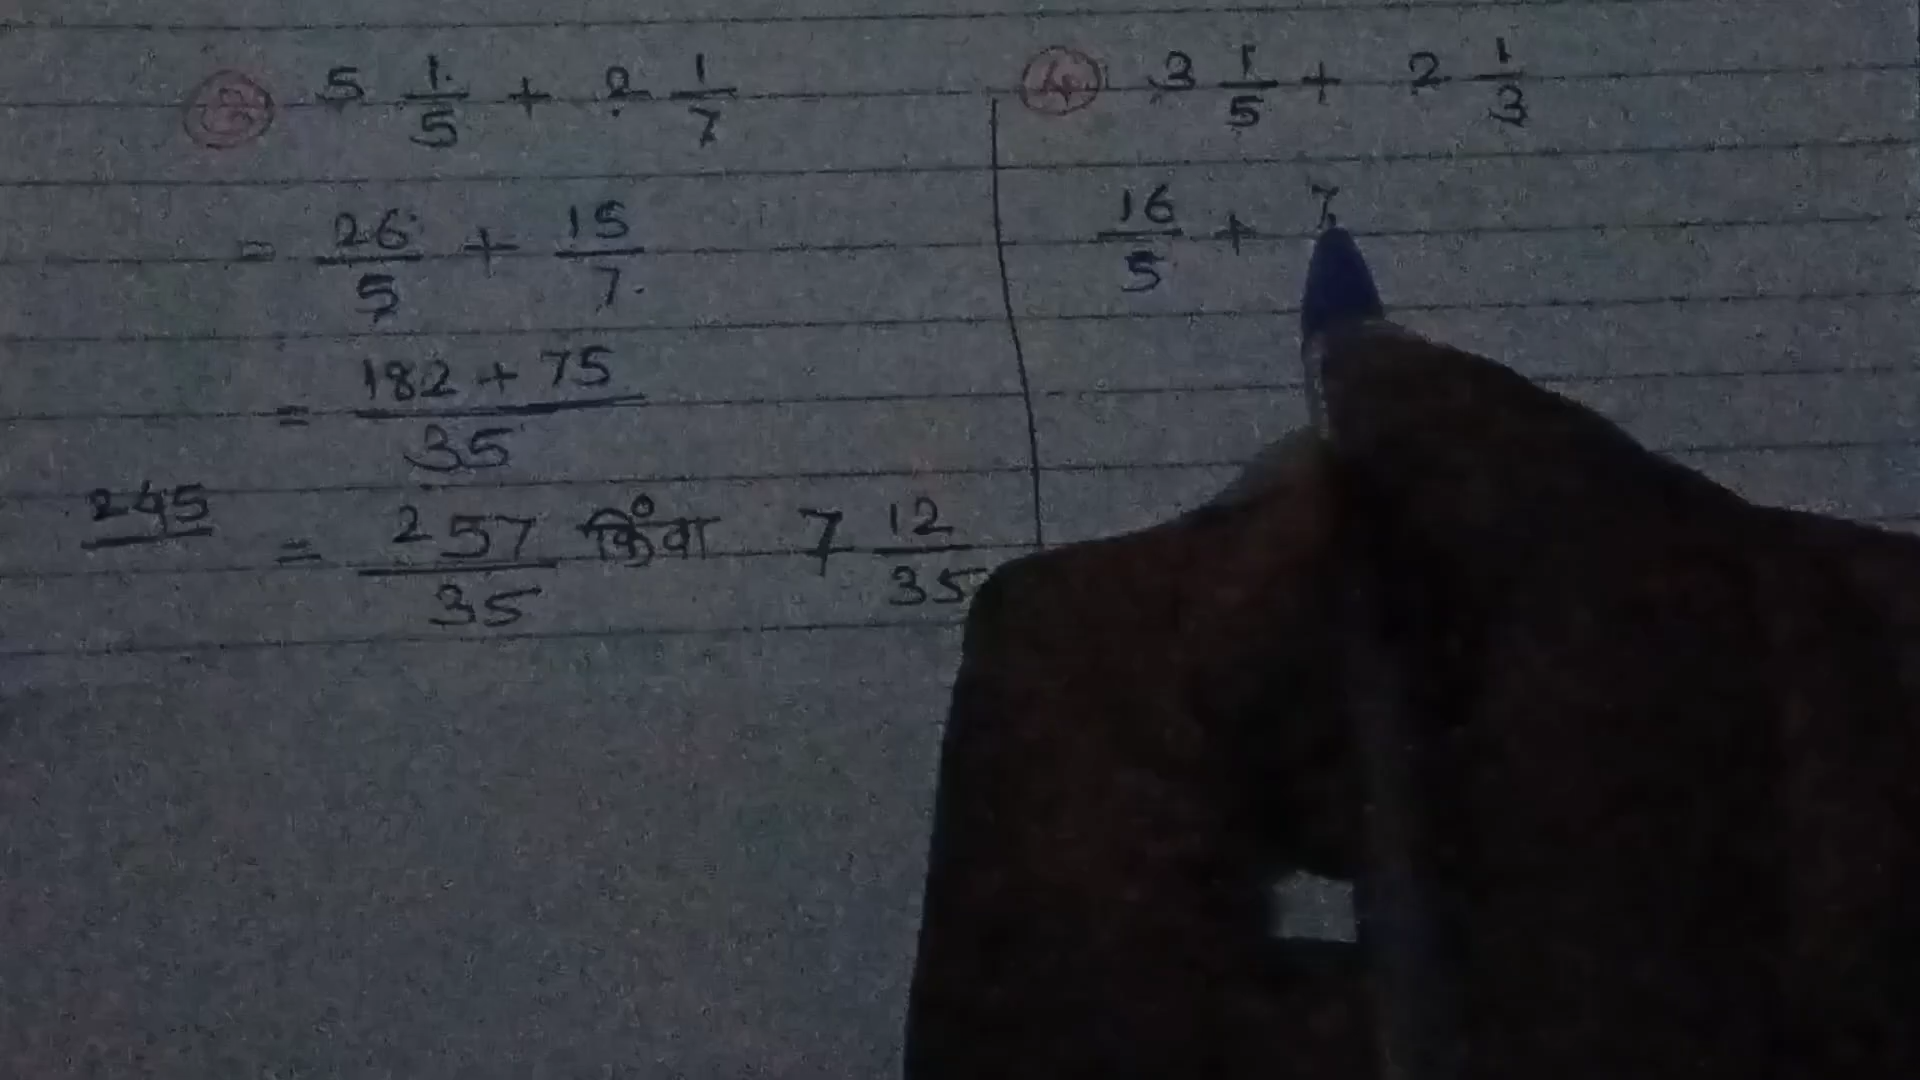 3 5 1/5 + 2 1/7
= 26/5 + 15/7
= 182 + 75 / 35
245 = 257/35 किंवा 7 12/35
4. 3 1/5 + 2 1/3
16/5 + 7